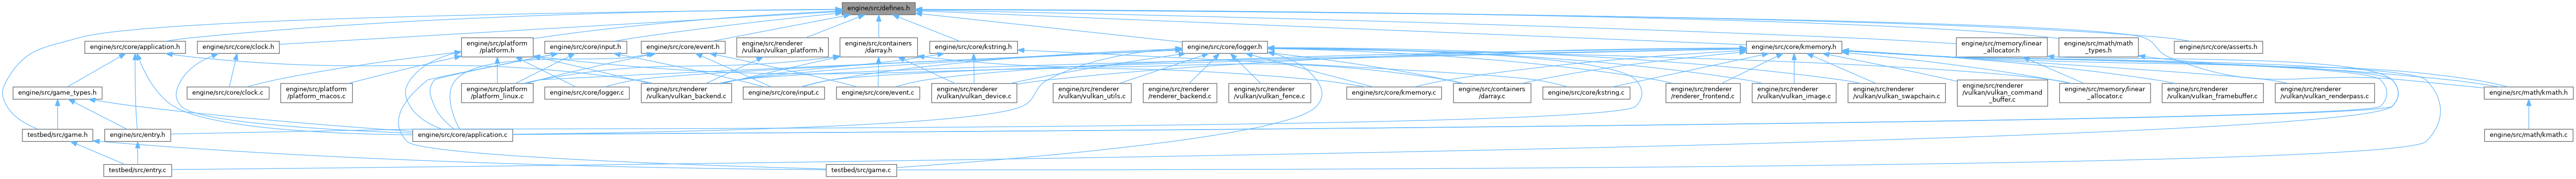 engine/src/defines.h
engine/src/core/application.h
engine/src/core/clock.h
engine/src/platform
/platform.h
engine/src/core/input.h
engine/src/core/event.h
engine/src/renderer
/vulkan/vulkan_platform.h
engine/src/containers
/darray.h
engine/src/core/kstring.h
engine/src/core/logger.h
engine/src/core/kmemory.h
engine/src/memory/linear
_allocator.h
engine/src/math/math
_types.h
engine/src/core/asserts.h
engine/src/game_types.h
engine/src/core/clock.c
engine/src/platform
/platform_macos.c
engine/src/platform
/platform_linux.c
engine/src/core/logger.c
engine/src/renderer
/vulkan/vulkan_backend.c
engine/src/core/input.c
engine/src/core/event.c
engine/src/renderer
/vulkan/vulkan_device.c
engine/src/renderer
/vulkan/vulkan_utils.c
engine/src/renderer
/renderer_backend.c
engine/src/renderer
/vulkan/vulkan_fence.c
engine/src/core/kmemory.c
engine/src/containers
/darray.c
engine/src/core/kstring.c
engine/src/renderer
/renderer_frontend.c
engine/src/renderer
/vulkan/vulkan_image.c
engine/src/renderer
/vulkan/vulkan_swapchain.c
engine/src/renderer
/vulkan/vulkan_command
_buffer.c
engine/src/memory/linear
_allocator.c
engine/src/renderer
/vulkan/vulkan_framebuffer.c
engine/src/renderer
/vulkan/vulkan_renderpass.c
engine/src/math/kmath.h
testbed/src/game.h
engine/src/entry.h
engine/src/core/application.c
engine/src/math/kmath.c
testbed/src/entry.c
testbed/src/game.c